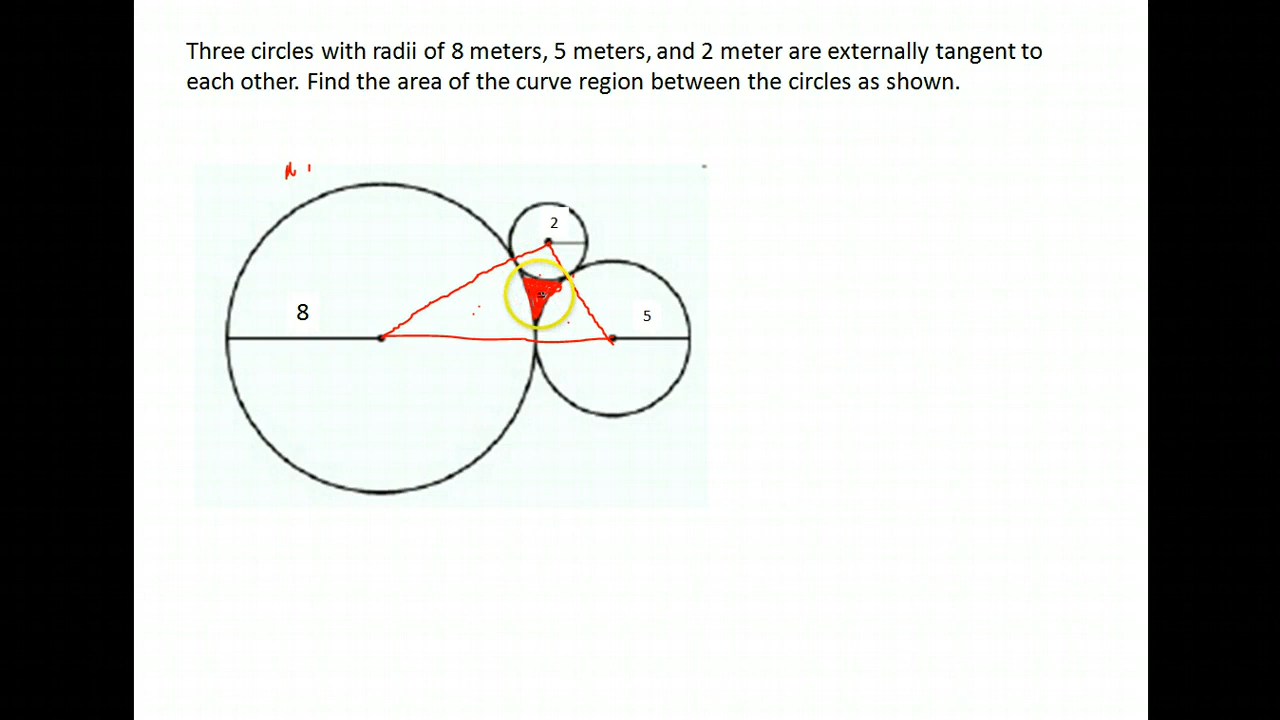 Three circles with radii of 8 meters, 5 meters, and 2 meter are externally tangent to
each other. Find the area of the curve region between the circles as shown.
2
8
5